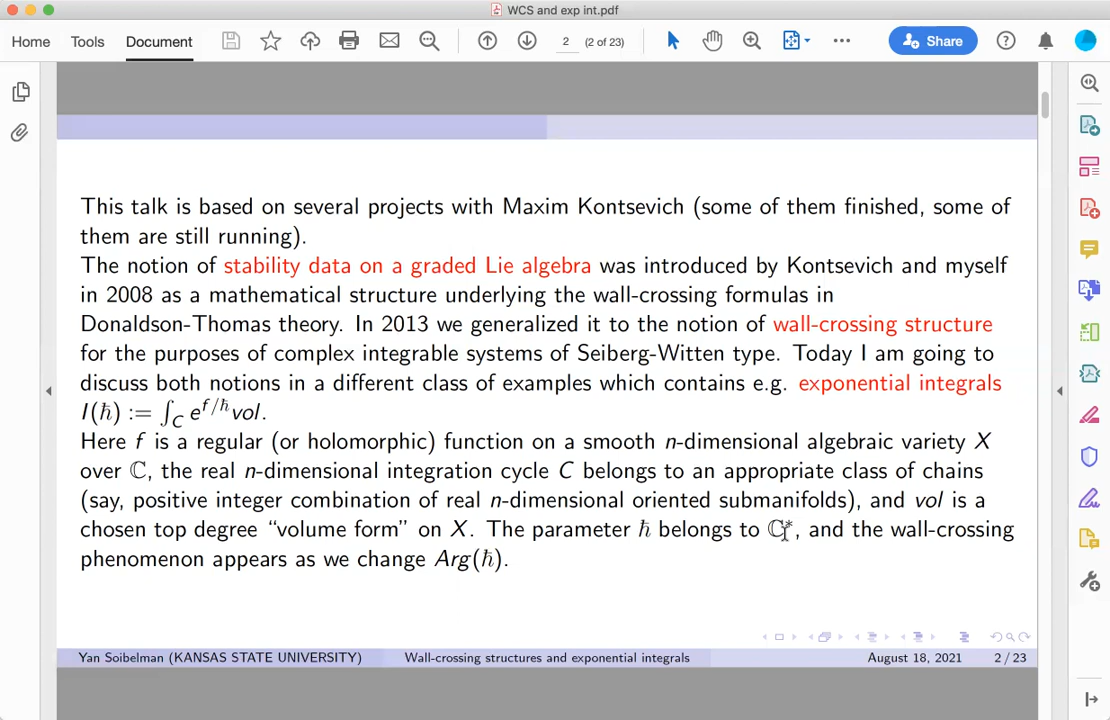 WCS and exp int.pdf
Home Tools Document 2 (2 of 23) Share
This talk is based on several projects with Maxim Kontsevich (some of them finished, some of
them are still running).
The notion of stability data on a graded Lie algebra was introduced by Kontsevich and myself
in 2008 as a mathematical structure underlying the wall-crossing formulas in
Donaldson-Thomas theory. In 2013 we generalized it to the notion of wall-crossing structure
for the purposes of complex integrable systems of Seiberg-Witten type. Today I am going to
discuss both notions in a different class of examples which contains e.g. exponential integrals
I(ℏ) := ∫_C e^{f/ℏ} vol.
Here f is a regular (or holomorphic) function on a smooth n-dimensional algebraic variety X
over ℂ, the real n-dimensional integration cycle C belongs to an appropriate class of chains
(say, positive integer combination of real n-dimensional oriented submanifolds), and vol is a
chosen top degree “volume form” on X. The parameter ℏ belongs to ℂ*, and the wall-crossing
phenomenon appears as we change Arg(ℏ).
Yan Soibelman (KANSAS STATE UNIVERSITY) Wall-crossing structures and exponential integrals August 18, 2021 2 / 23